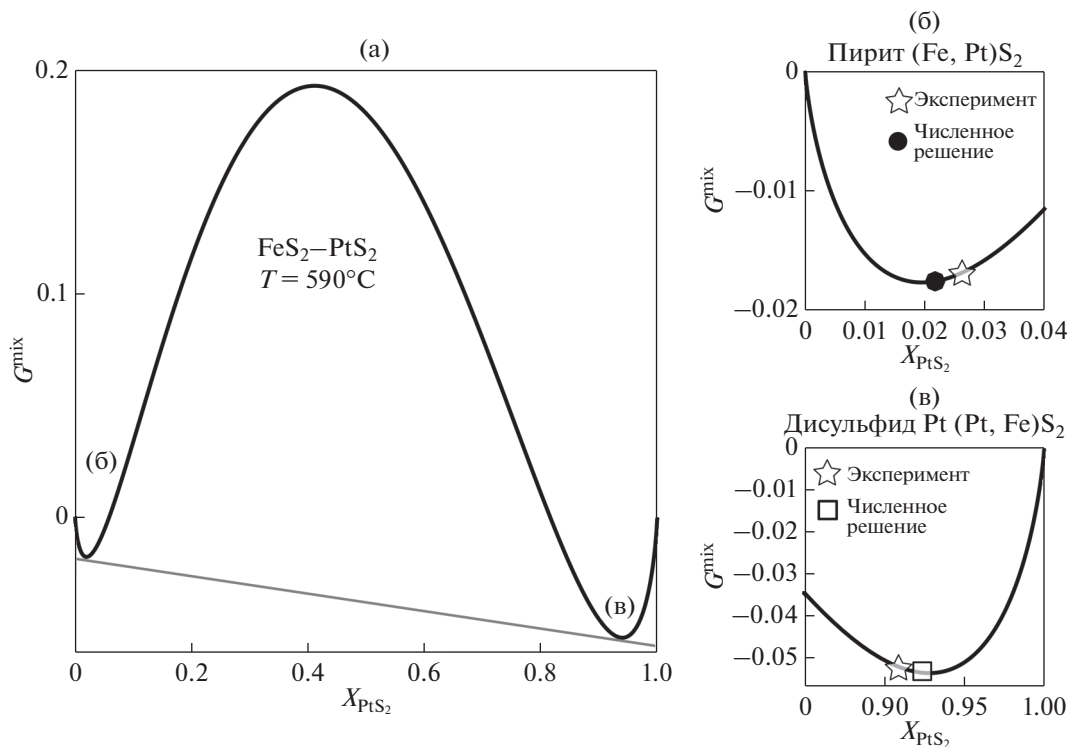 (а)
0.2
0.1
0
G^mix
FeS₂–PtS₂
T = 590°C
(б)
(в)
0
0.2
0.4
0.6
0.8
1.0
X_PtS₂
(б)
Пирит (Fe, Pt)S₂
0
−0.01
−0.02
G^mix
Эксперимент
Численное
решение
0
0.01
0.02
0.03
0.04
X_PtS₂
(в)
Дисульфид Pt (Pt, Fe)S₂
0
−0.01
−0.02
−0.03
−0.04
−0.05
G^mix
Эксперимент
Численное
решение
0
0.90
0.95
1.00
X_PtS₂